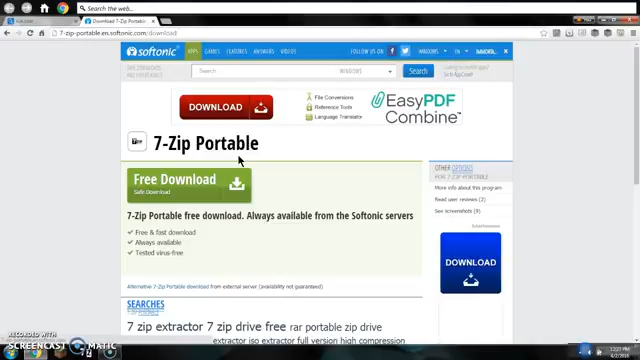 Search the web...
Download 7-Zip Portable
7-zip-portable.en.softonic.com/download
softonic
APPS
GAMES
FEATURES
ANSWERS
VIDEOS
FOLLOW US ON
WINDOWS
EN
Search
WINDOWS
Search
DOWNLOAD
File Conversions
Reference Tools
Language Translator
EasyPDF
Combine™
7-Zip Portable
Free Download
Safe Download
OTHER OPTIONS
FOR 7-ZIP PORTABLE
More info about this program
Read user reviews (2)
See screenshots (9)
Advertisement
DOWNLOAD
7-Zip Portable free download. Always available from the Softonic servers
Free & fast download
Always available
Tested virus-free
Alternative 7-Zip Portable download from external server (availability not guaranteed)
SEARCHES
7 zip extractor 7 zip drive free rar portable zip drive
extractor iso extractor full version high compression
RECORDED WITH
SCREENCAST MATIC